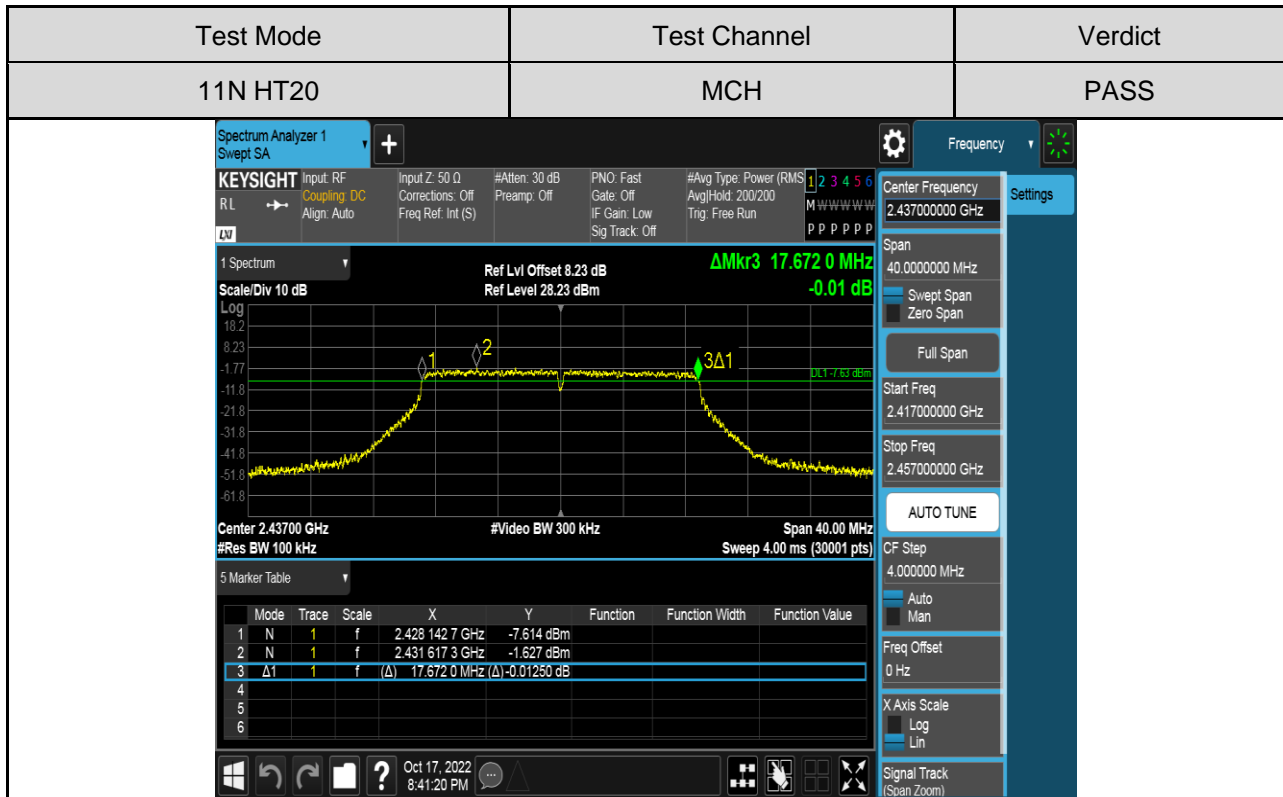 Test Mode Test Channel Verdict
11N HT20 MCH PASS
Spectrum Analyzer 1
Swept SA
+
Frequency
KEYSIGHT Input: RF Input Z: 50 Ω #Atten: 30 dB PNO: Fast #Avg Type: Power (RMS 1 2 3 4 5 6
RL Coupling: DC Corrections: Off Preamp: Off Gate: Off Avg|Hold: 200/200 M W W W W W
Align: Auto Freq Ref: Int (S) IF Gain: Low Trig: Free Run
LXI Sig Track: Off P P P P P P
Center Frequency
2.437000000 GHz
Settings
1 Spectrum Ref Lvl Offset 8.23 dB ΔMkr3 17.672 0 MHz
Scale/Div 10 dB Ref Level 28.23 dBm -0.01 dB
Log
18.2
8.23
-1.77
-11.8
-21.8
-31.8
-41.8
-51.8
-61.8
1 2 3Δ1
DL1 -7.63 dBm
Center 2.43700 GHz #Video BW 300 kHz Span 40.00 MHz
#Res BW 100 kHz Sweep 4.00 ms (30001 pts)
Span
40.0000000 MHz
Swept Span
Zero Span
Full Span
Start Freq
2.417000000 GHz
Stop Freq
2.457000000 GHz
AUTO TUNE
CF Step
4.000000 MHz
Auto
Man
Freq Offset
0 Hz
X Axis Scale
Log
Lin
Signal Track
(Span Zoom)
5 Marker Table
Mode Trace Scale X Y Function Function Width Function Value
1 N 1 f 2.428 142 7 GHz -7.614 dBm
2 N 1 f 2.431 617 3 GHz -1.627 dBm
3 Δ1 1 f (Δ) 17.672 0 MHz (Δ) -0.01250 dB
4
5
6
? Oct 17, 2022
8:41:20 PM